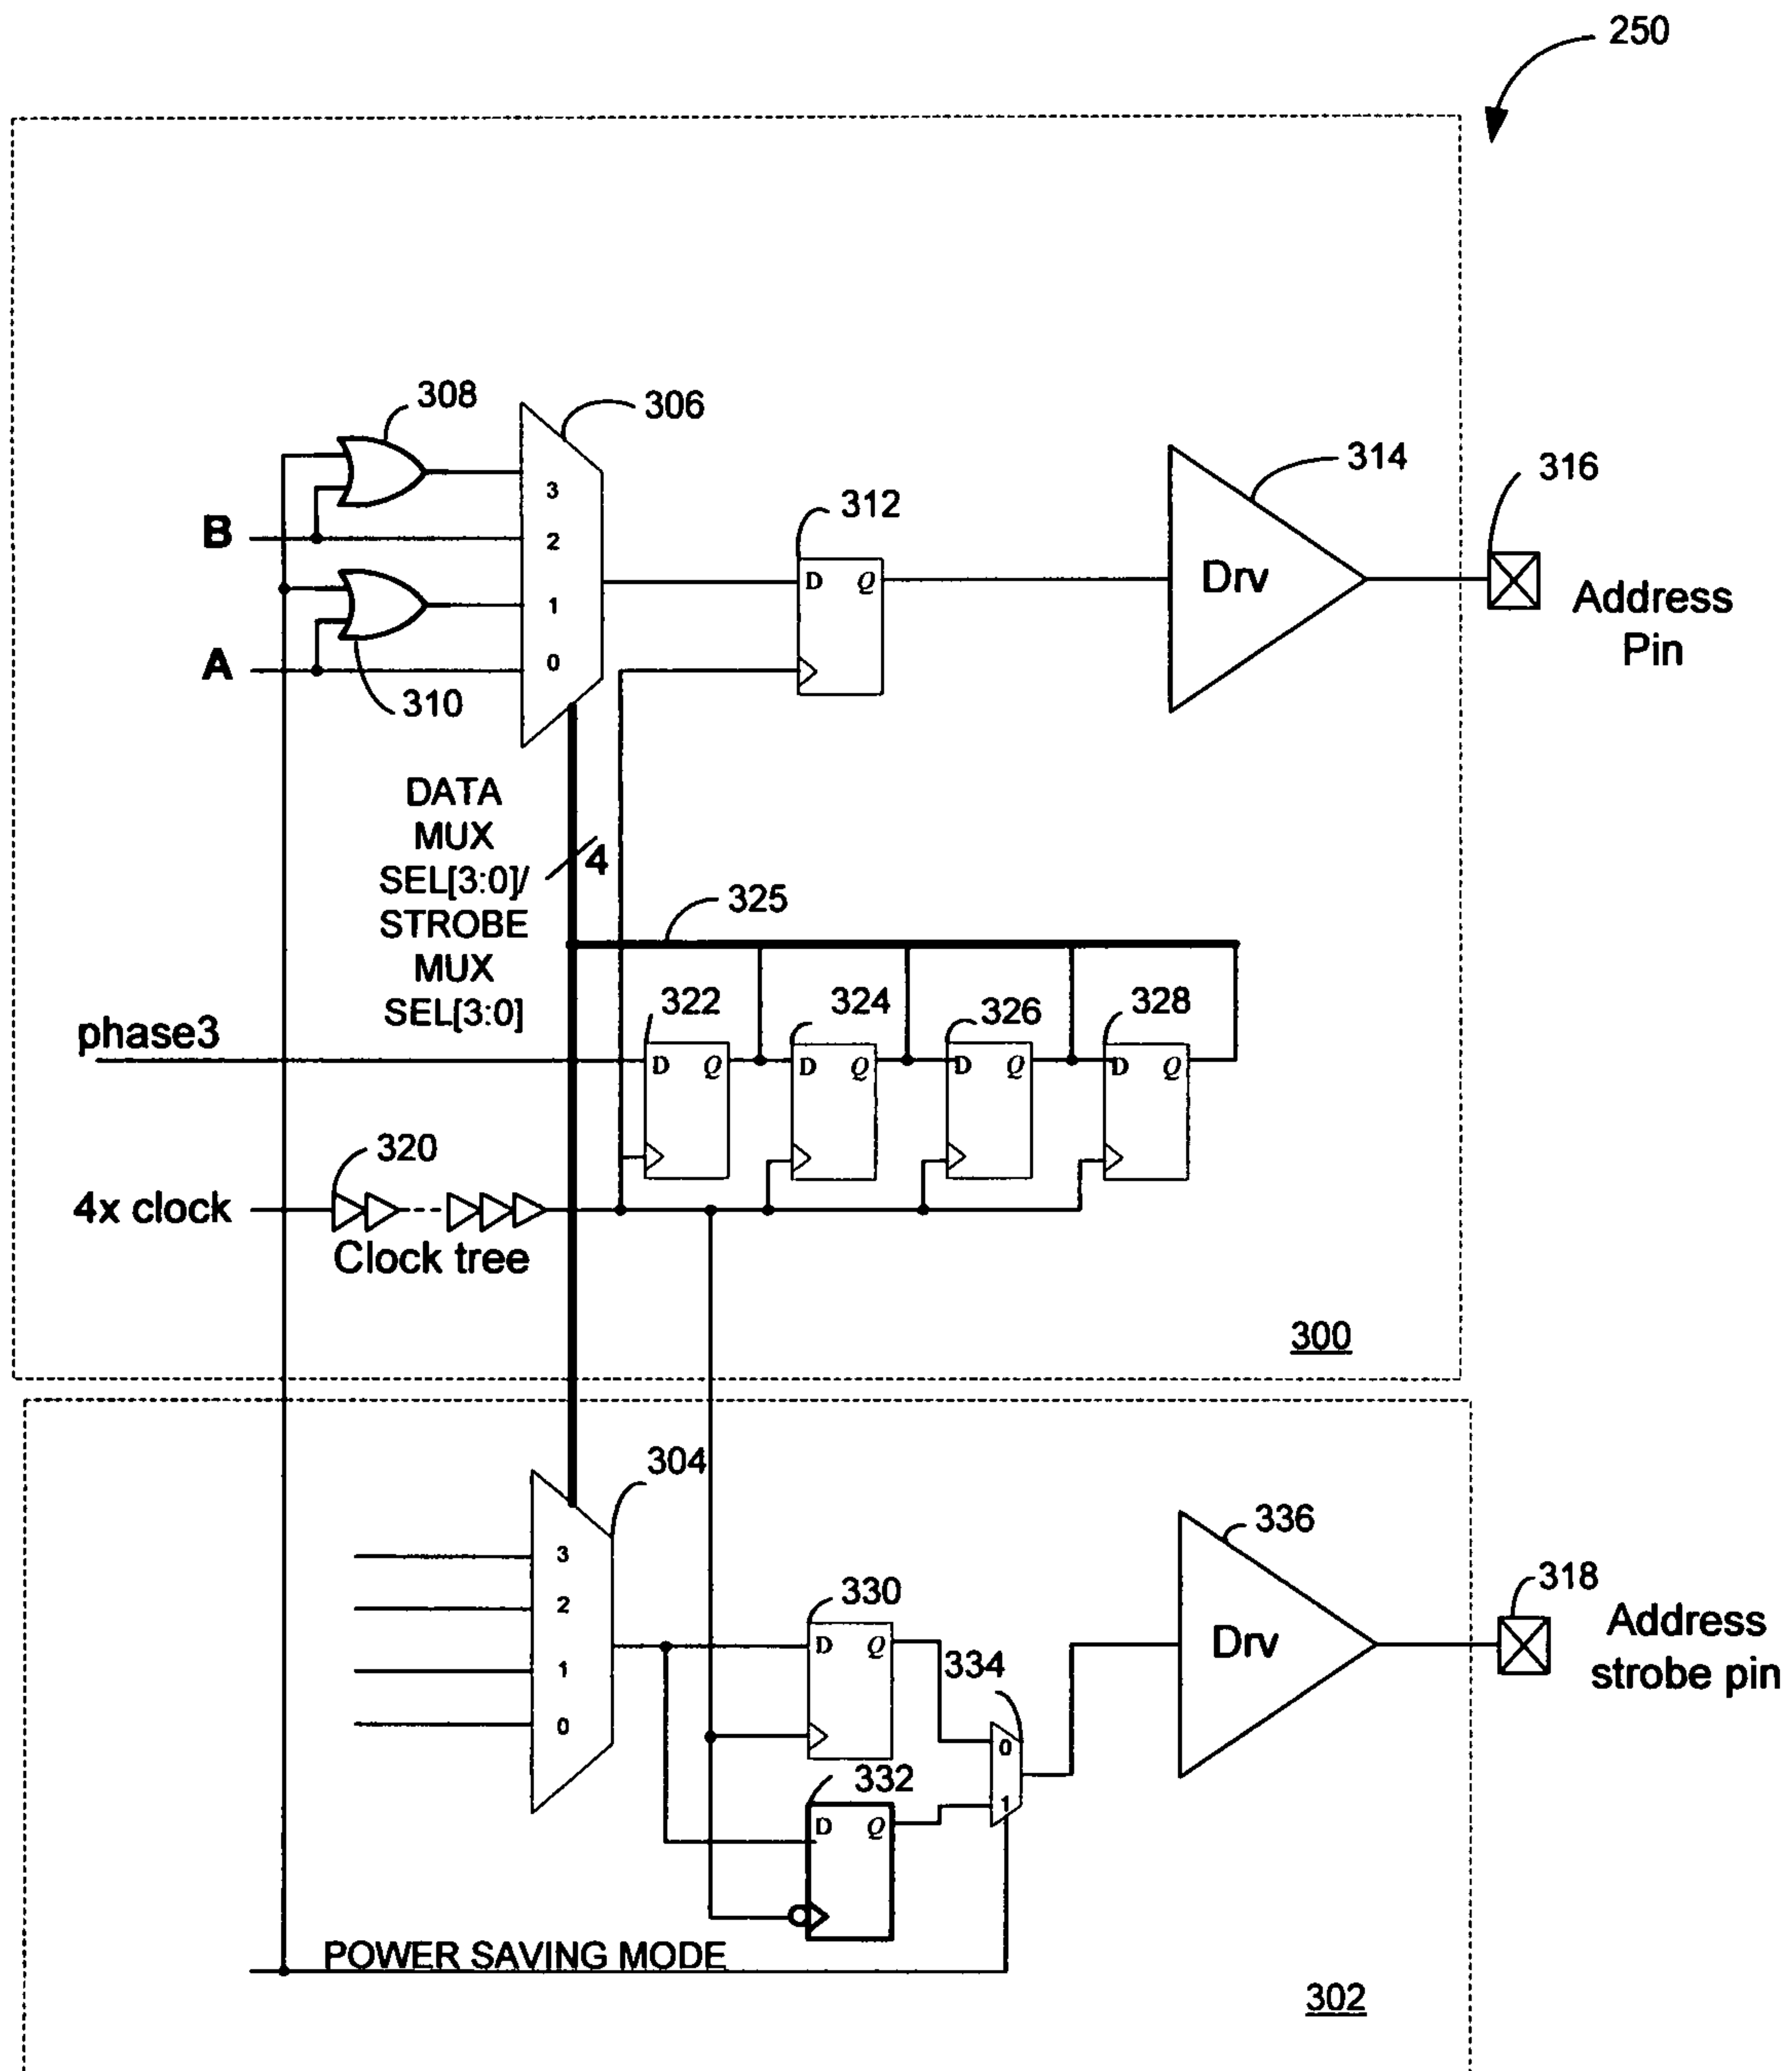 250
308
306
314
316
312
B
3
2
1
0
A
310
D Q
Drv
Address
Pin
DATA
MUX
SEL[3:0]/
STROBE
MUX
SEL[3:0]
4
325
322
324
326
328
phase3
D Q
D Q
D Q
D Q
320
4x clock
Clock tree
300
304
336
318
3
2
1
0
330
D Q
334
0
1
Drv
Address
strobe pin
332
D Q
POWER SAVING MODE
302